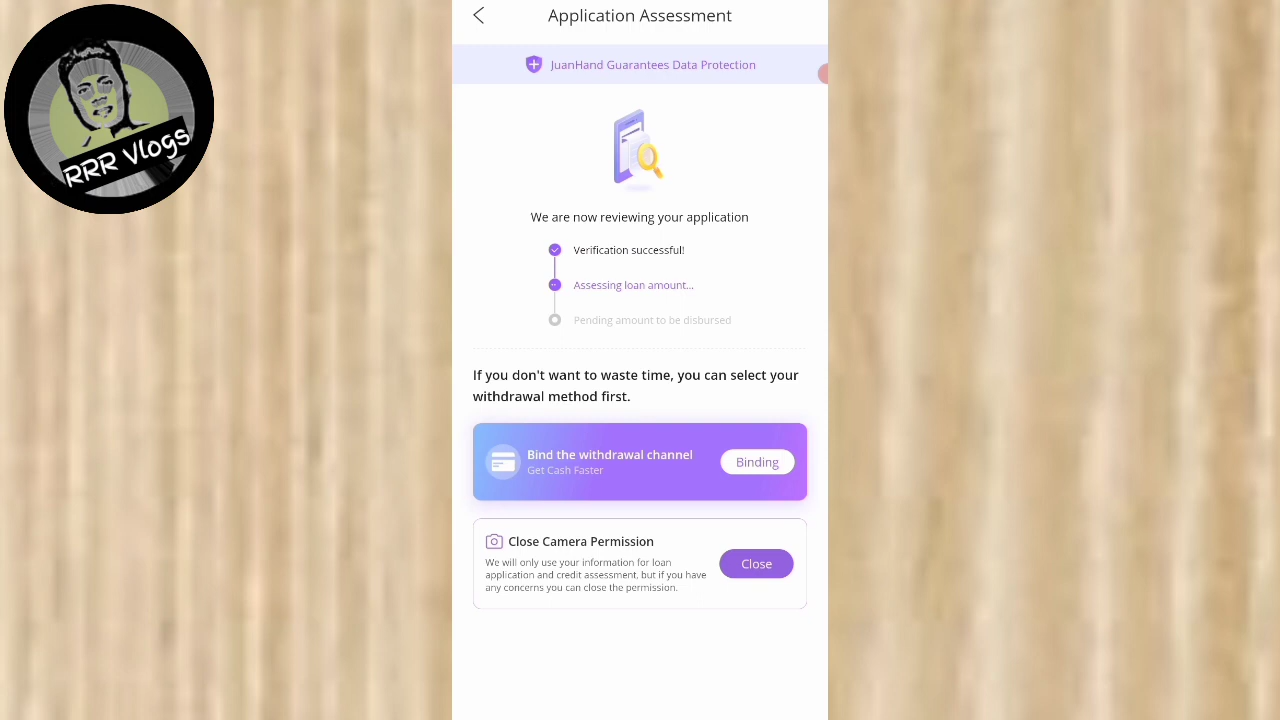 RRR Vlogs
Application Assessment
JuanHand Guarantees Data Protection
We are now reviewing your application
Verification successful!
Assessing loan amount...
Pending amount to be disbursed
If you don't want to waste time, you can select your
withdrawal method first.
Bind the withdrawal channel
Get Cash Faster
Binding
Close Camera Permission
We will only use your information for loan
application and credit assessment, but if you have
any concerns you can close the permission.
Close